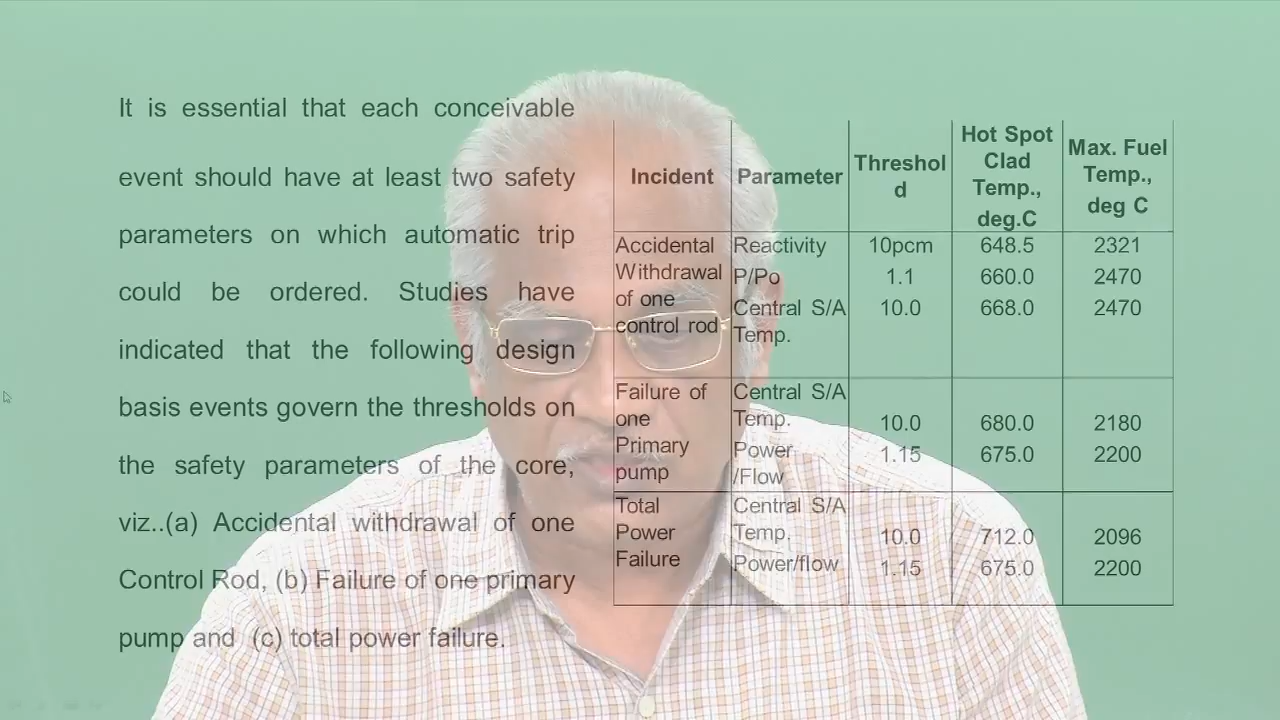 It is essential that each conceivable
event should have at least two safety
parameters on which automatic trip
could be ordered. Studies have
indicated that the following design
basis events govern the thresholds on
the safety parameters of the core,
viz..(a) Accidental withdrawal of one
Control Rod, (b) Failure of one primary
pump and (c) total power failure.
Incident Parameter Threshol
d Hot Spot
Clad
Temp.,
deg.C Max. Fuel
Temp.,
deg C
Accidental Reactivity 10pcm 648.5 2321
Withdrawal P/Po 1.1 660.0 2470
of one Central S/A 10.0 668.0 2470
control rod Temp.
Failure of Central S/A
one Temp. 10.0 680.0 2180
Primary Power 1.15 675.0 2200
pump /Flow
Total Central S/A
Power Temp. 10.0 712.0 2096
Failure Power/flow 1.15 675.0 2200